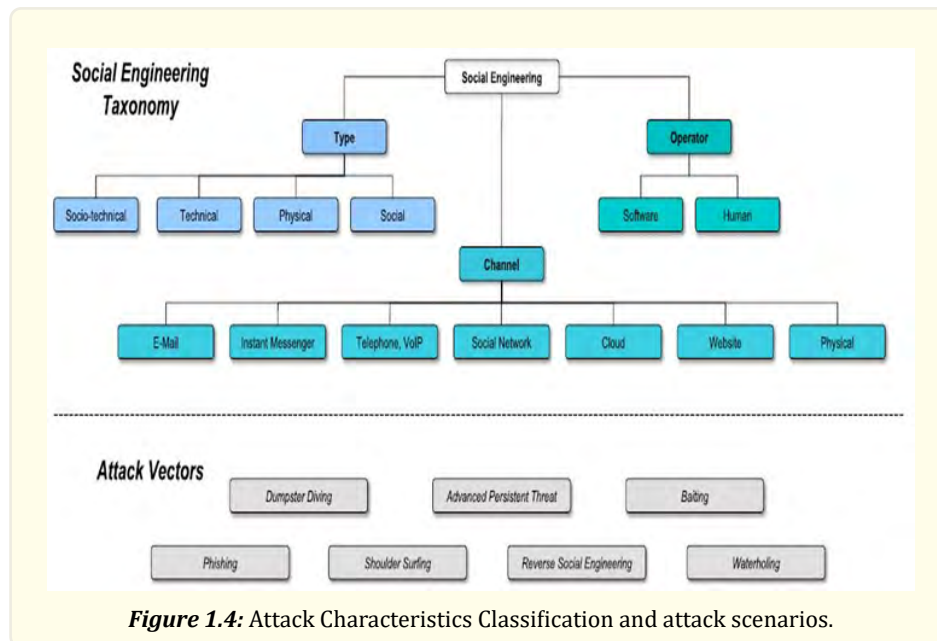 Social Engineering
Taxonomy
Social Engineering
Type
Operator
Socio-technical
Technical
Physical
Social
Software
Human
Channel
E-Mail
Instant Messenger
Telephone, VoIP
Social Network
Cloud
Website
Physical
Attack Vectors
Dumpster Diving
Advanced Persistent Threat
Baiting
Phishing
Shoulder Surfing
Reverse Social Engineering
Waterholing
Figure 1.4: Attack Characteristics Classification and attack scenarios.